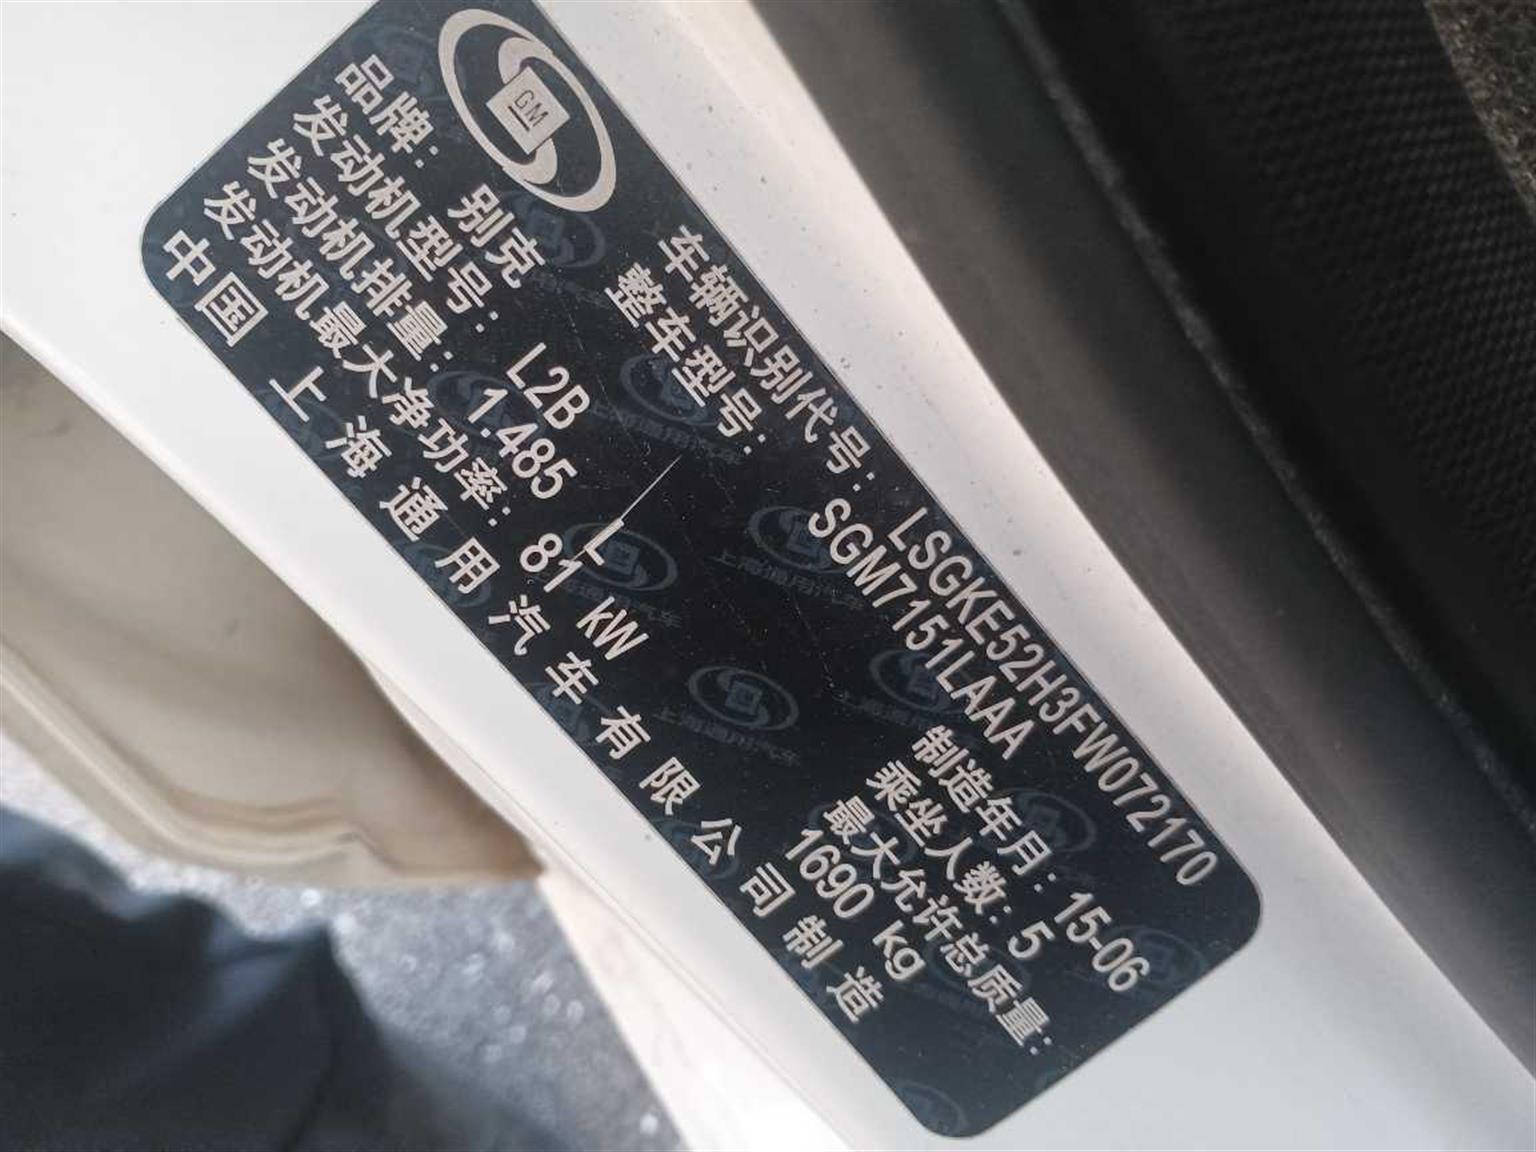 GM
车辆识别代号: LSGKE52H3FW072170
整车型号: SGM7151LAAA
品牌: 别克
制造年月: 15-06
发动机型号: L2B
乘坐人数: 5
发动机排量: 1.485 L
最大允许总质量:
发动机最大净功率: 81 kW
1690 kg
中国 上海通用汽车有限公司制造